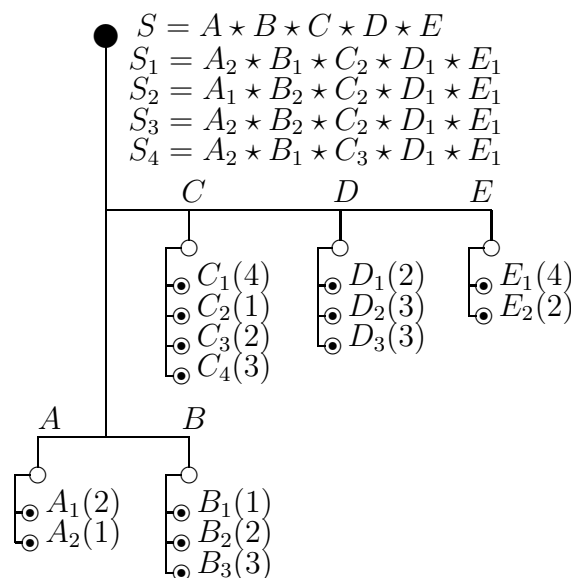 S = A ⋆ B ⋆ C ⋆ D ⋆ E
S₁ = A₂ ⋆ B₁ ⋆ C₂ ⋆ D₁ ⋆ E₁
S₂ = A₁ ⋆ B₂ ⋆ C₂ ⋆ D₁ ⋆ E₁
S₃ = A₂ ⋆ B₂ ⋆ C₂ ⋆ D₁ ⋆ E₁
S₄ = A₂ ⋆ B₁ ⋆ C₃ ⋆ D₁ ⋆ E₁
C D E
C₁(4) D₁(2) E₁(4)
C₂(1) D₂(3) E₂(2)
C₃(2) D₃(3)
C₄(3)
A B
A₁(2) B₁(1)
A₂(1) B₂(2)
B₃(3)